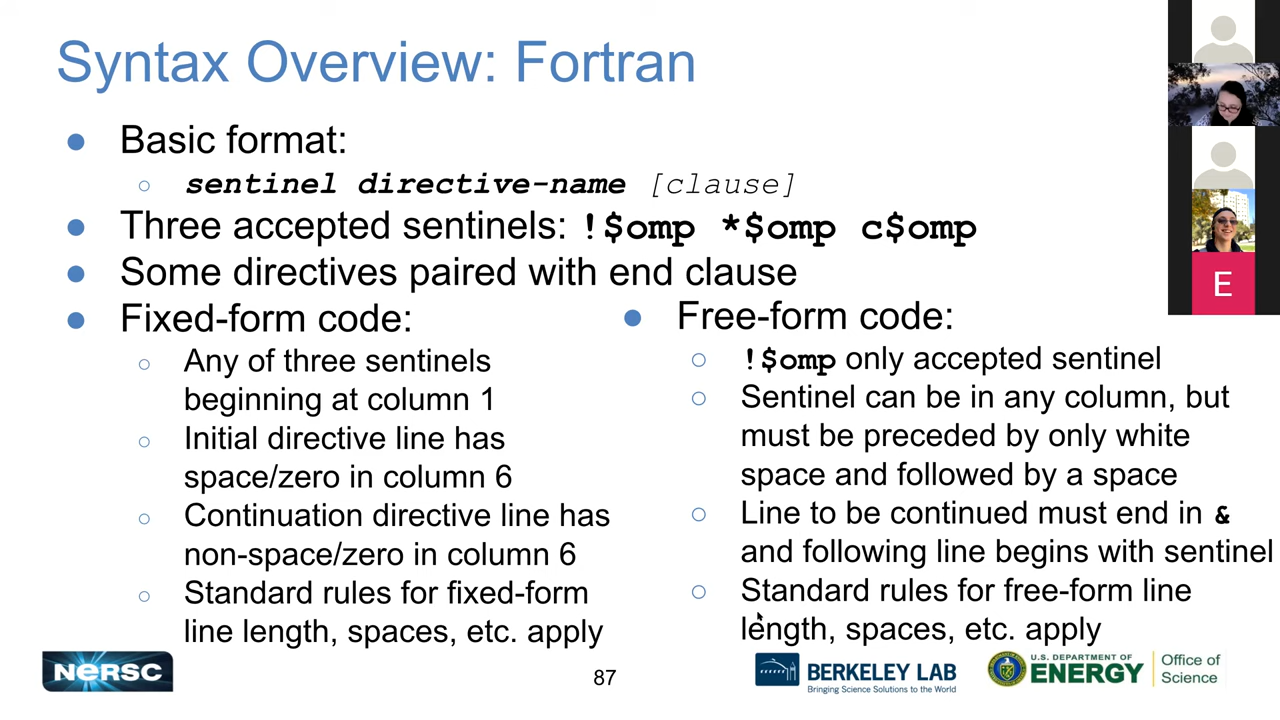 Syntax Overview: Fortran
● Basic format:
○ sentinel directive-name [clause]
● Three accepted sentinels: !$omp *$omp c$omp
● Some directives paired with end clause
● Fixed-form code:
○ Any of three sentinels
beginning at column 1
○ Initial directive line has
space/zero in column 6
○ Continuation directive line has
non-space/zero in column 6
○ Standard rules for fixed-form
line length, spaces, etc. apply
● Free-form code:
○ !$omp only accepted sentinel
○ Sentinel can be in any column, but
must be preceded by only white
space and followed by a space
○ Line to be continued must end in &
and following line begins with sentinel
○ Standard rules for free-form line
length, spaces, etc. apply
E
NERSC
87
BERKELEY LAB
Bringing Science Solutions to the World
U.S. DEPARTMENT OF
ENERGY
Office of
Science